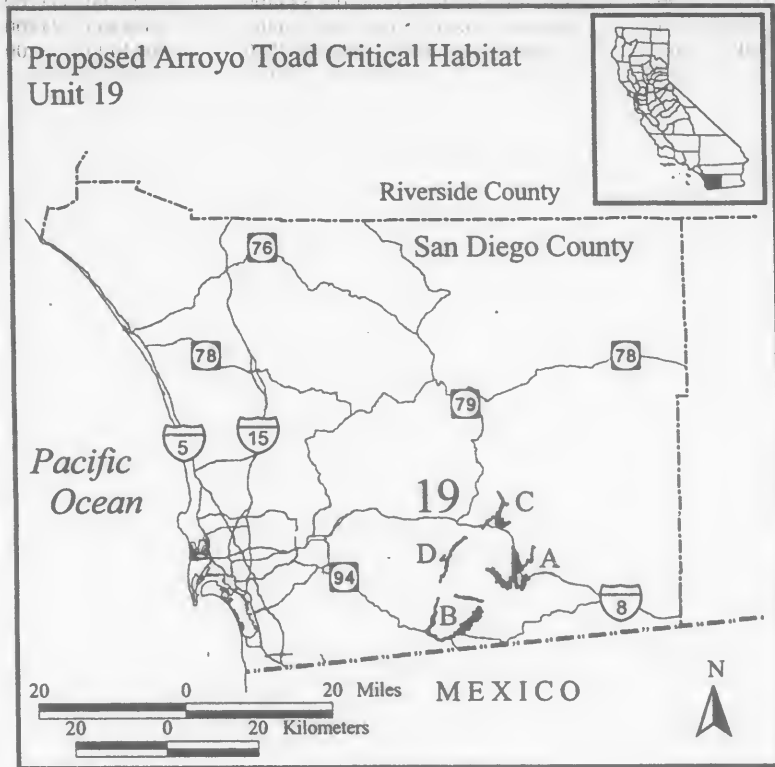 Proposed Arroyo Toad Critical Habitat
Unit 19
Riverside County
San Diego County
76
78
78
79
5
15
Pacific
Ocean
19
C
D
A
94
B
8
20 0 20 Miles
20 0 20 Kilometers
MEXICO
N